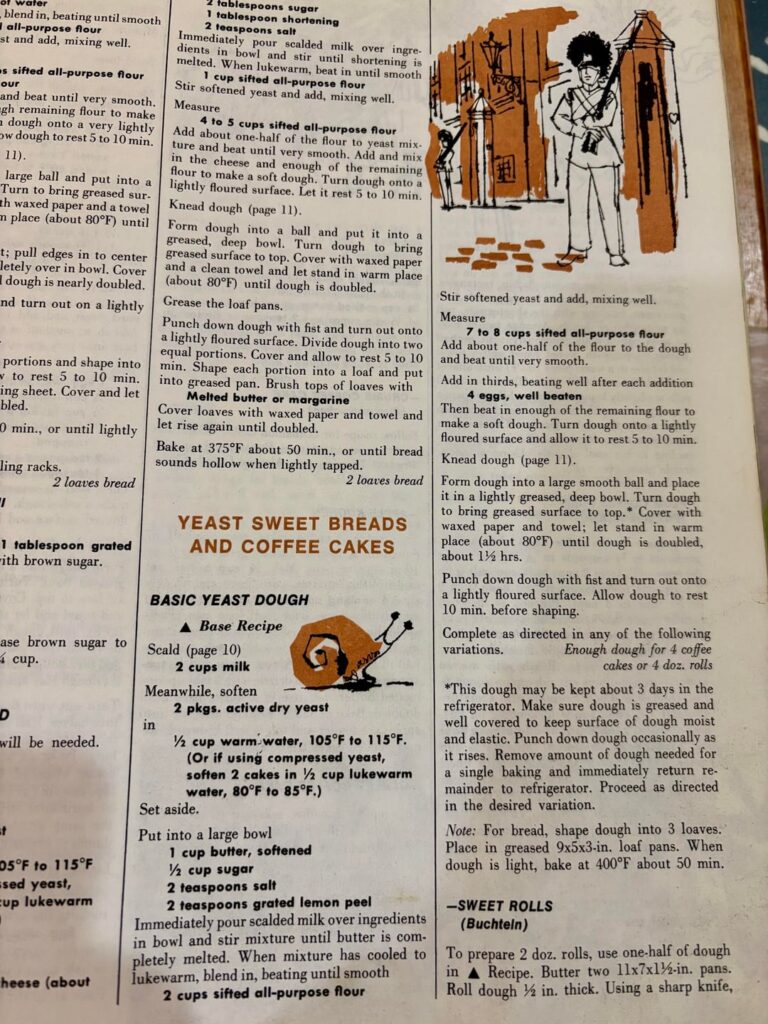 of water
, blend in, beating until smooth
d all-purpose flour
st and add, mixing well.
s sifted all-purpose flour
our
and beat until very smooth.
gh remaining flour to make
dough onto a very lightly
ow dough to rest 5 to 10 min.
11).
large ball and put into a
Turn to bring greased sur-
th waxed paper and a towel
m place (about 80°F) until
t; pull edges in to center
letely over in bowl. Cover
l dough is nearly doubled.
nd turn out on a lightly
portions and shape into
w to rest 5 to 10 min.
ing sheet. Cover and let
bled.
0 min., or until lightly
ling racks.
2 loaves bread
1 tablespoon grated
ith brown sugar.
ase brown sugar to
cup.
D
will be needed.
05°F to 115°F
sed yeast,
cup lukewarm
heese (about
2 tablespoons sugar
1 tablespoon shortening
2 teaspoons salt
Immediately pour scalded milk over ingre-
dients in bowl and stir until shortening is
melted. When lukewarm, beat in until smooth
1 cup sifted all-purpose flour
Stir softened yeast and add, mixing well.
Measure
4 to 5 cups sifted all-purpose flour
Add about one-half of the flour to yeast mix-
ture and beat until very smooth. Add and mix
in the cheese and enough of the remaining
flour to make a soft dough. Turn dough onto a
lightly floured surface. Let it rest 5 to 10 min.
Knead dough (page 11).
Form dough into a ball and put it into a
greased, deep bowl. Turn dough to bring
greased surface to top. Cover with waxed paper
and a clean towel and let stand in warm place
(about 80°F) until dough is doubled.
Grease the loaf pans.
Punch down dough with fist and turn out onto
a lightly floured surface. Divide dough into two
equal portions. Cover and allow to rest 5 to 10
min. Shape each portion into a loaf and put
into greased pan. Brush tops of loaves with
Melted butter or margarine
Cover loaves with waxed paper and towel and
let rise again until doubled.
Bake at 375°F about 50 min., or until bread
sounds hollow when lightly tapped.
2 loaves bread
YEAST SWEET BREADS
AND COFFEE CAKES
BASIC YEAST DOUGH
▲ Base Recipe
Scald (page 10)
2 cups milk
Meanwhile, soften
2 pkgs. active dry yeast
in
½ cup warm water, 105°F to 115°F.
(Or if using compressed yeast,
soften 2 cakes in ½ cup lukewarm
water, 80°F to 85°F.)
Set aside.
Put into a large bowl
1 cup butter, softened
½ cup sugar
2 teaspoons salt
2 teaspoons grated lemon peel
Immediately pour scalded milk over ingredients
in bowl and stir mixture until butter is com-
pletely melted. When mixture has cooled to
lukewarm, blend in, beating until smooth
2 cups sifted all-purpose flour
Stir softened yeast and add, mixing well.
Measure
7 to 8 cups sifted all-purpose flour
Add about one-half of the flour to the dough
and beat until very smooth.
Add in thirds, beating well after each addition
4 eggs, well beaten
Then beat in enough of the remaining flour to
make a soft dough. Turn dough onto a lightly
floured surface and allow it to rest 5 to 10 min.
Knead dough (page 11).
Form dough into a large smooth ball and place
it in a lightly greased, deep bowl. Turn dough
to bring greased surface to top.* Cover with
waxed paper and towel; let stand in warm
place (about 80°F) until dough is doubled,
about 1½ hrs.
Punch down dough with fist and turn out onto
a lightly floured surface. Allow dough to rest
10 min. before shaping.
Complete as directed in any of the following
variations. Enough dough for 4 coffee
cakes or 4 doz. rolls
*This dough may be kept about 3 days in the
refrigerator. Make sure dough is greased and
well covered to keep surface of dough moist
and elastic. Punch down dough occasionally as
it rises. Remove amount of dough needed for
a single baking and immediately return re-
mainder to refrigerator. Proceed as directed
in the desired variation.
Note: For bread, shape dough into 3 loaves.
Place in greased 9x5x3-in. loaf pans. When
dough is light, bake at 400°F about 50 min.
—SWEET ROLLS
(Buchteln)
To prepare 2 doz. rolls, use one-half of dough
in ▲ Recipe. Butter two 11x7x1½-in. pans.
Roll dough ½ in. thick. Using a sharp knife,